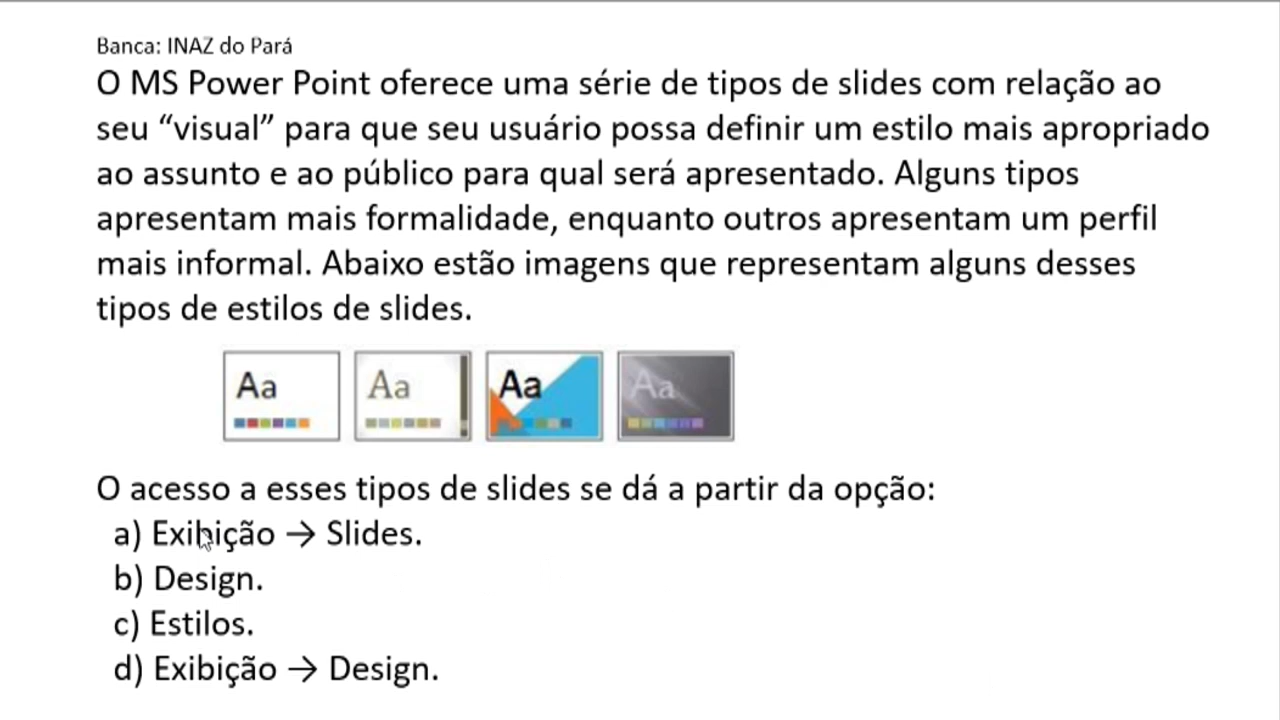 Banca: INAZ do Pará
O MS Power Point oferece uma série de tipos de slides com relação ao
seu “visual” para que seu usuário possa definir um estilo mais apropriado
ao assunto e ao público para qual será apresentado. Alguns tipos
apresentam mais formalidade, enquanto outros apresentam um perfil
mais informal. Abaixo estão imagens que representam alguns desses
tipos de estilos de slides.
Aa Aa Aa Aa
O acesso a esses tipos de slides se dá a partir da opção:
a) Exibição → Slides.
b) Design.
c) Estilos.
d) Exibição → Design.